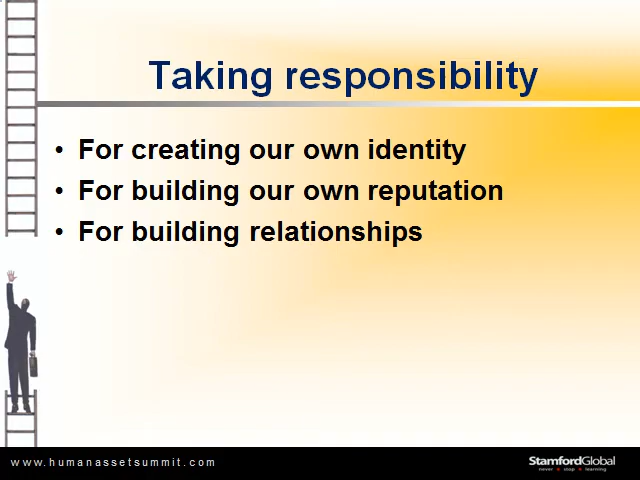 Taking responsibility
• For creating our own identity
• For building our own reputation
• For building relationships
www.humanassetsummit.com
StamfordGlobal
never • stop • learning